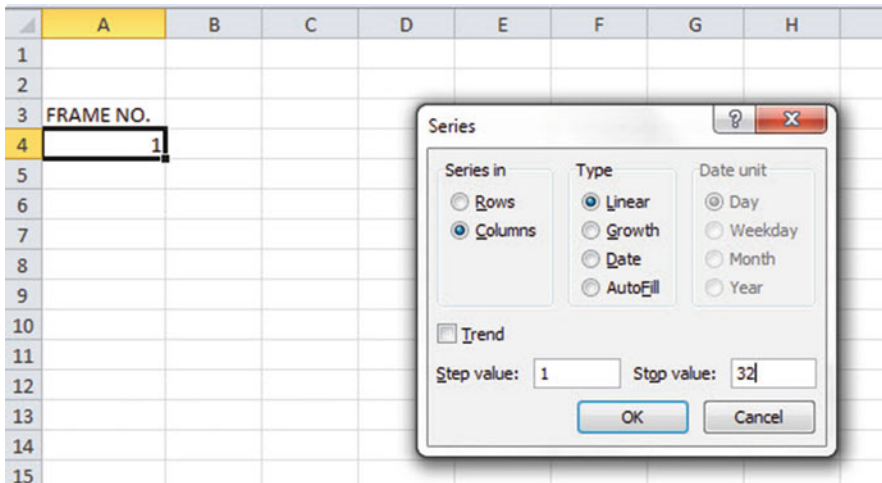 A B C D E F G H
1
2
3 FRAME NO.
4 1
5
6
7
8
9
10
11
12
13
14
15
Series
?
Series in
Rows
Columns
Type
Linear
Growth
Date
AutoFill
Date unit
Day
Weekday
Month
Year
Trend
Step value: 1 Stop value: 32
OK Cancel